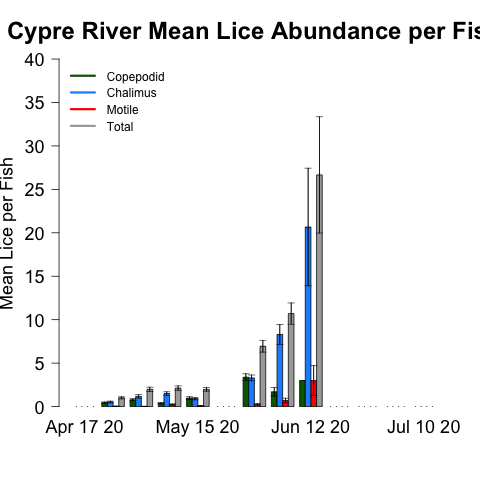 Cypre River Mean Lice Abundance per Fis
Mean Lice per Fish
40
35
30
25
20
15
10
5
0
Copepodid
Chalimus
Motile
Total
Apr 17 20 May 15 20 Jun 12 20 Jul 10 20